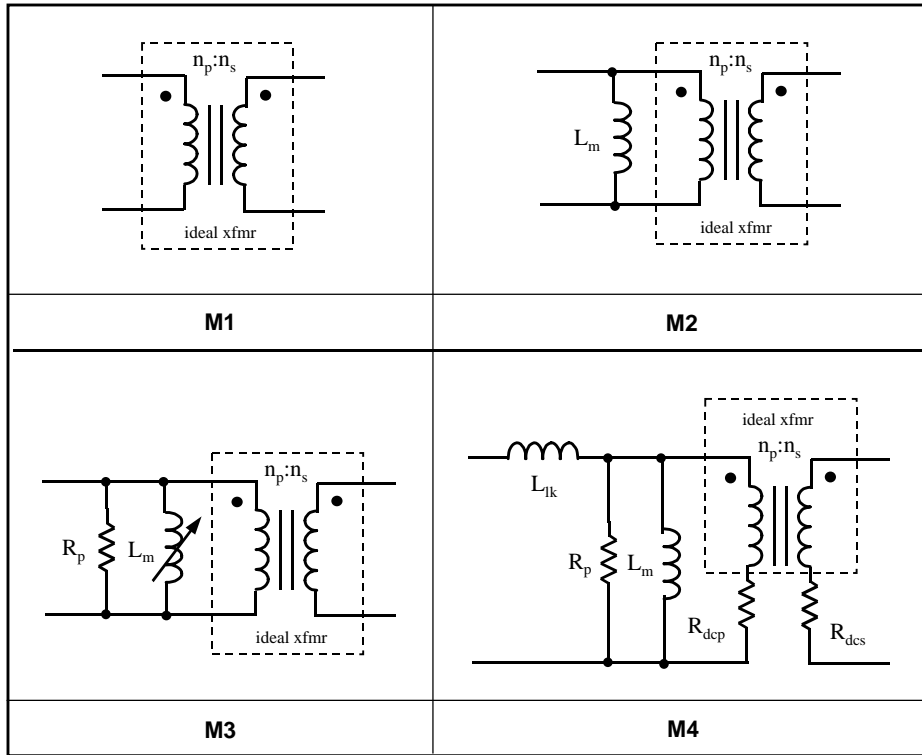 n_p:n_s
ideal xfmr
M1
n_p:n_s
L_m
ideal xfmr
M2
n_p:n_s
R_p
L_m
ideal xfmr
M3
ideal xfmr
n_p:n_s
L_lk
R_p
L_m
R_dcp
R_dcs
M4